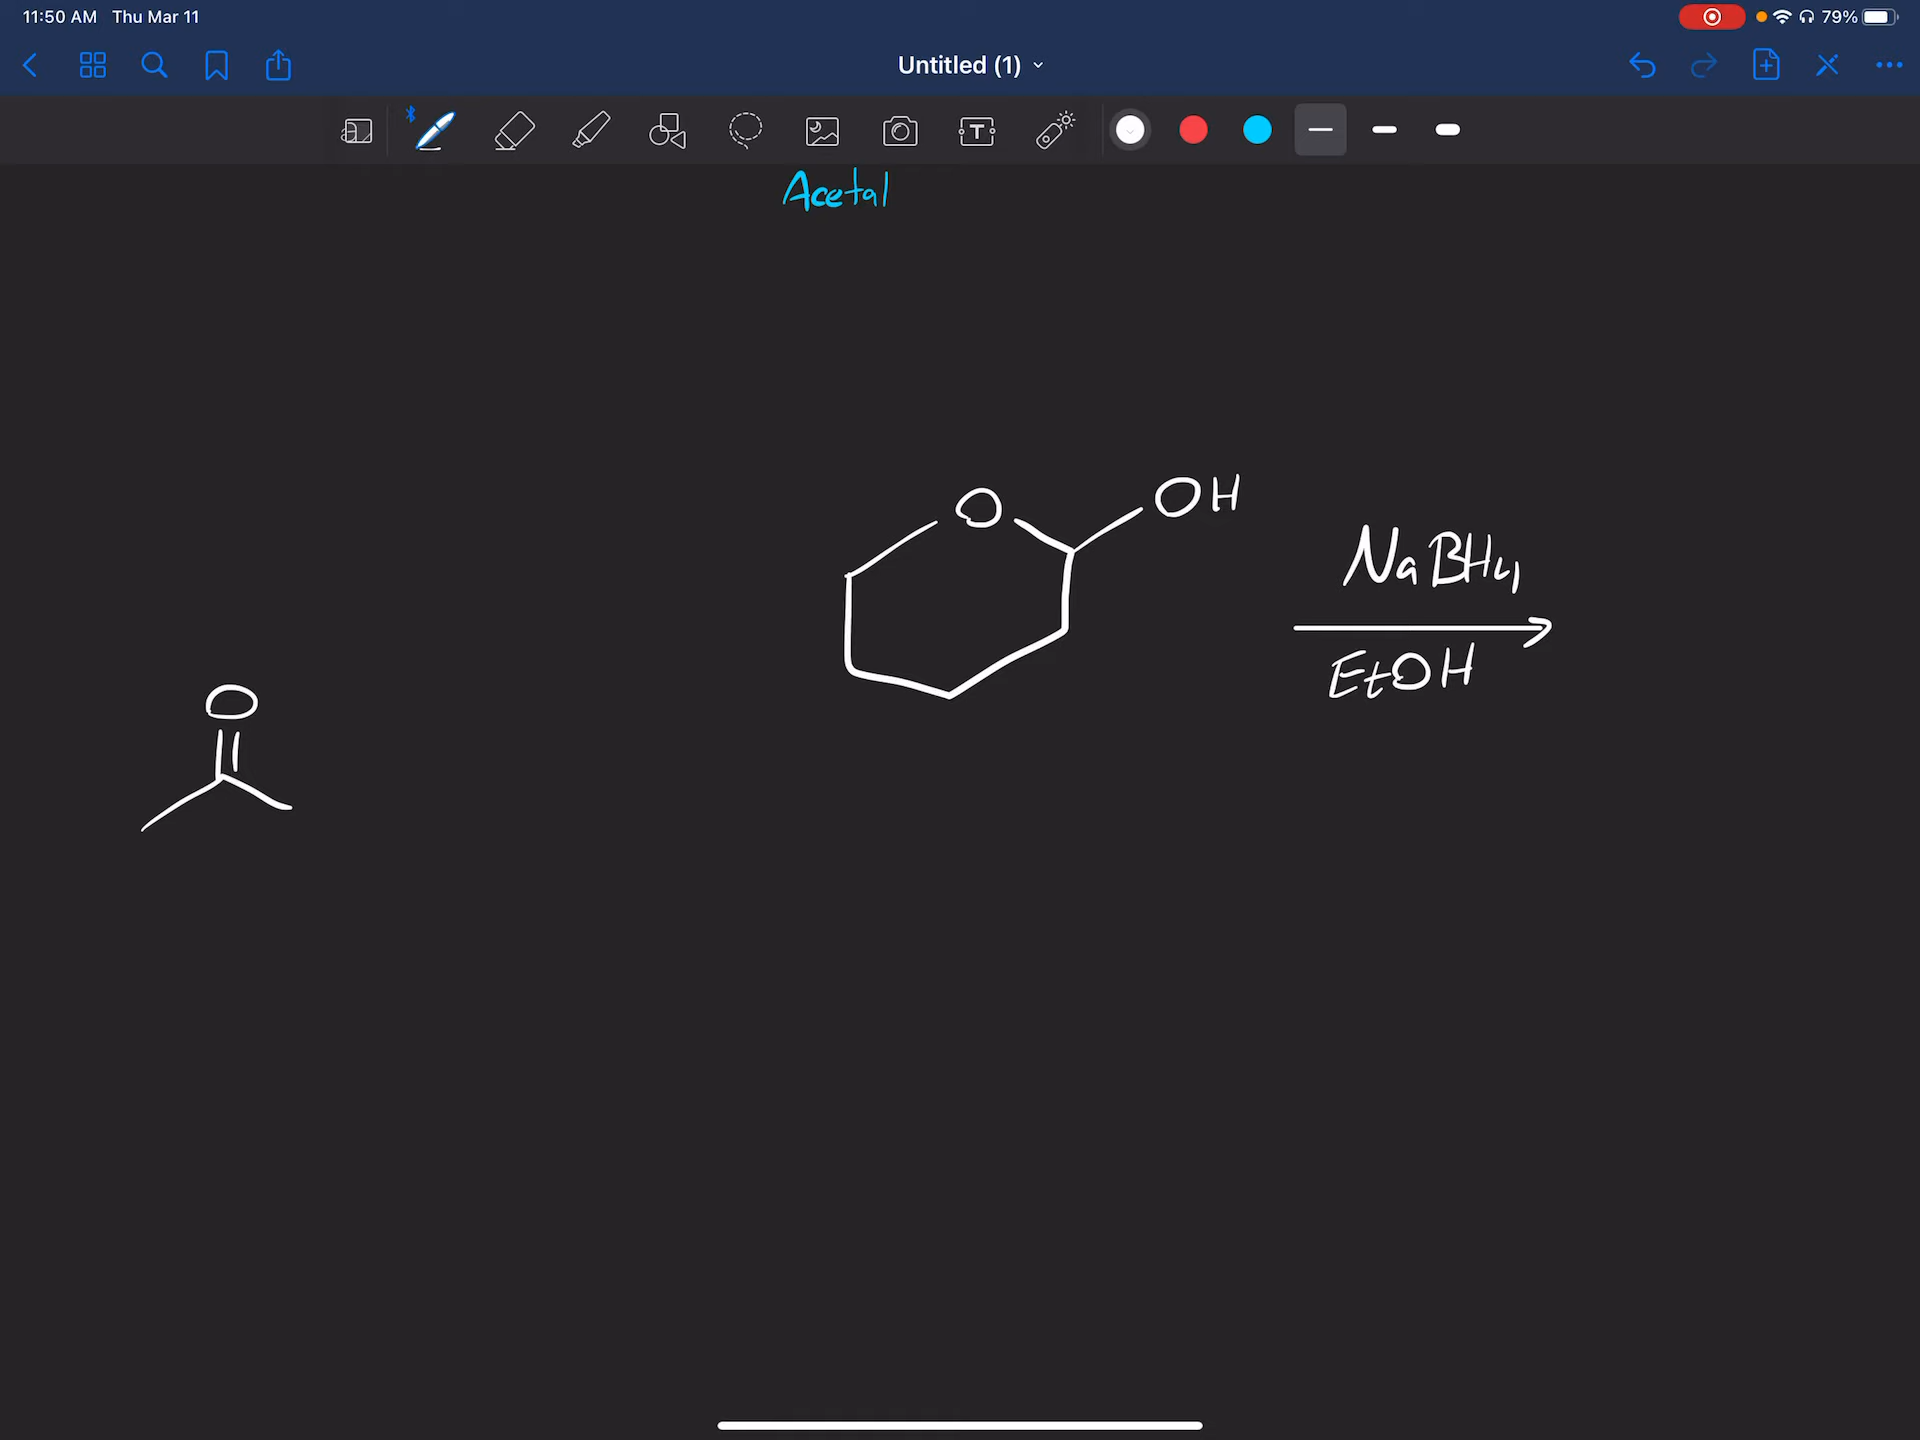 11:50 AM Thu Mar 11
79%
Untitled (1)
T
Acetal
O
OH
NaBH4
EtOH
O